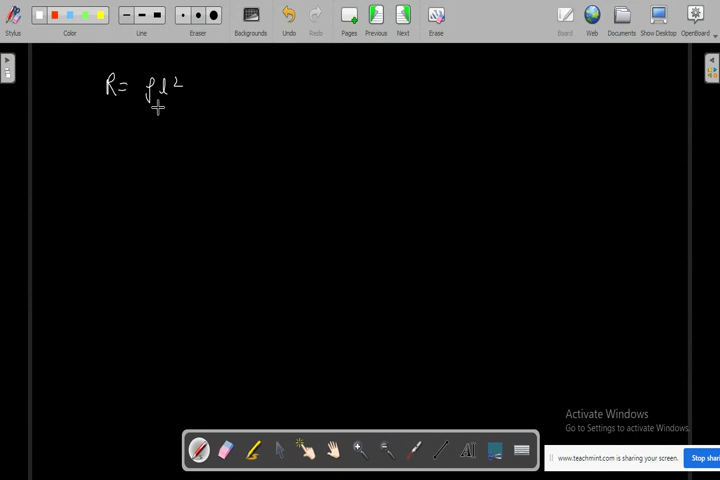 Stylus
Color
Line
Eraser
Backgrounds
Undo
Redo
Pages
Previous
Next
Erase
Board
Web
Documents
Show Desktop
OpenBoard
R= ρl²
Activate Windows
Go to Settings to activate Windows.
www.teachmint.com is sharing your screen.
Stop shari